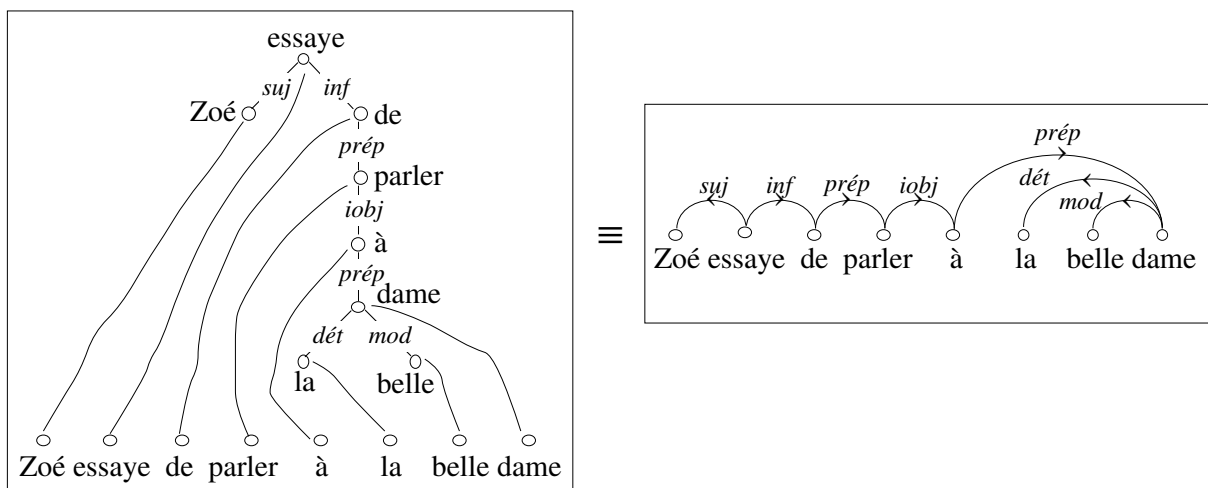 essaye
suj inf
Zoé de
prép
parler
iobj
à
prép
dame
dét mod
la belle
Zoé essaye de parler à la belle dame
≡
prép
suj inf prép iobj dét
mod
Zoé essaye de parler à la belle dame